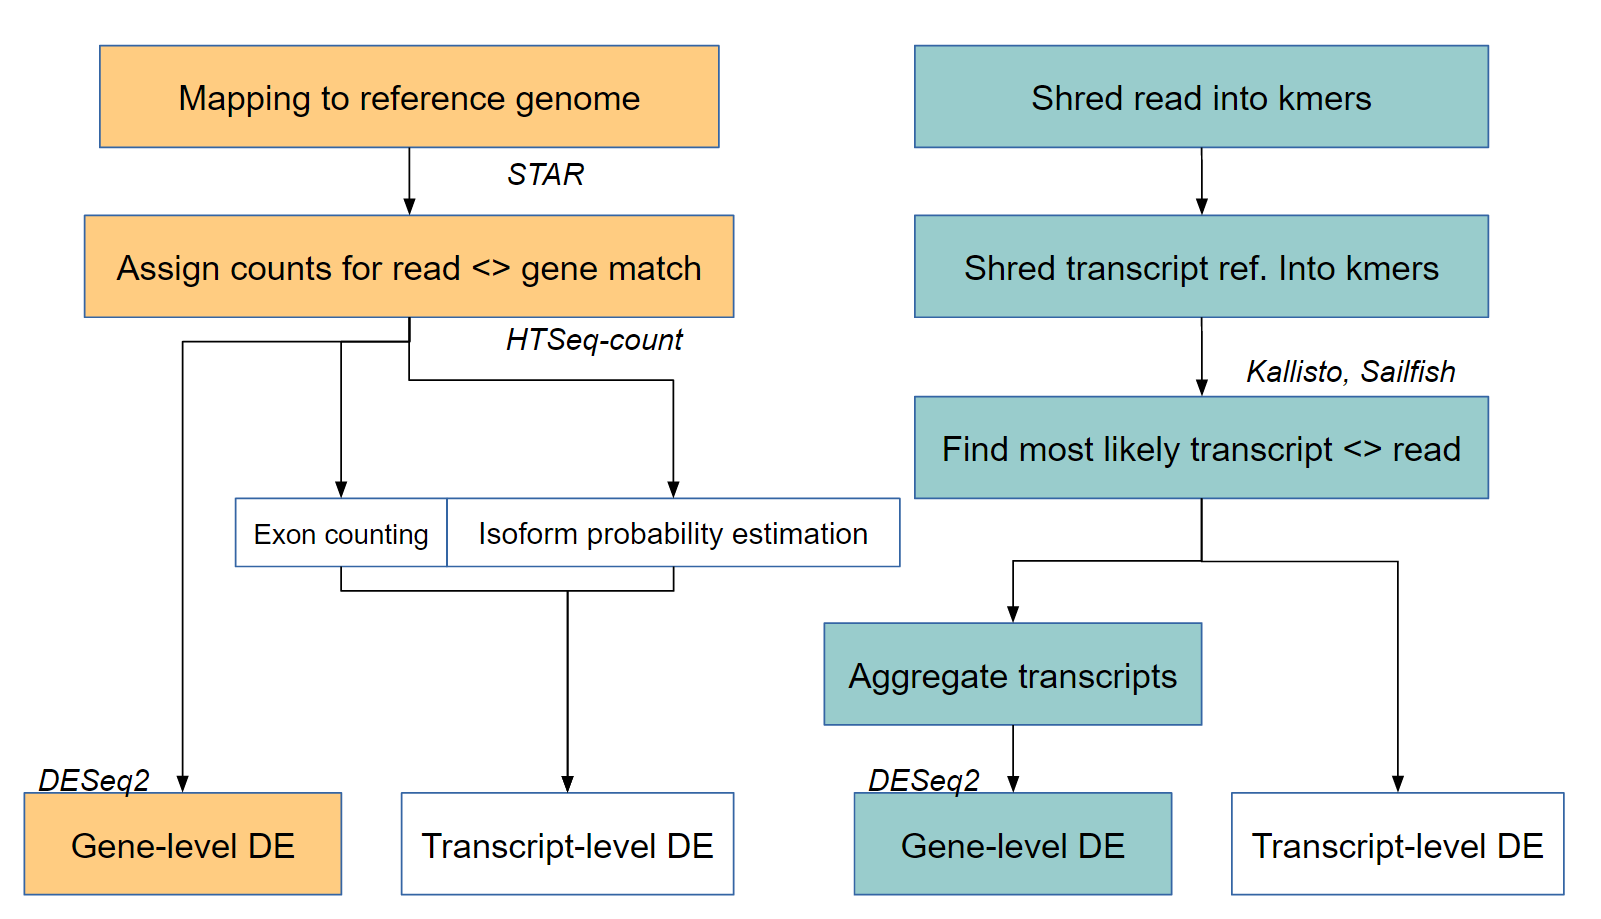 Mapping to reference genome
STAR
Assign counts for read <> gene match
HTSeq-count
Exon counting
Isoform probability estimation
DESeq2
Gene-level DE
Transcript-level DE
Shred read into kmers
Shred transcript ref. Into kmers
Kallisto, Sailfish
Find most likely transcript <> read
Aggregate transcripts
DESeq2
Gene-level DE
Transcript-level DE